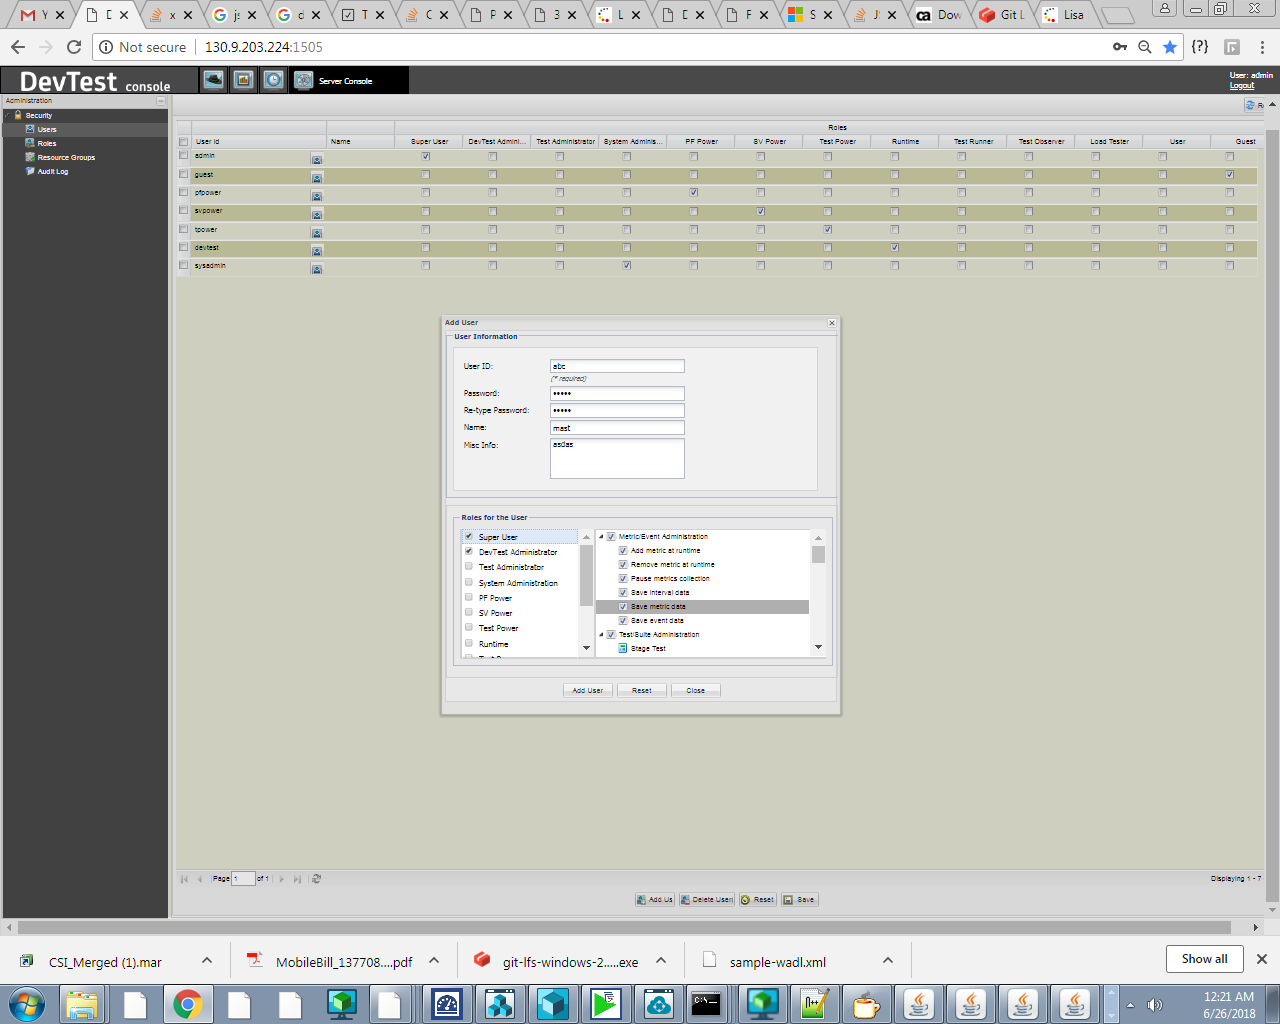 Not secure | 130.9.203.224:1505
DevTest console
Server Console
User: admin
Logout
Administration
Security
Users
Roles
Resource Groups
Audit Log
Roles
User Id Name Super User DevTest Admini... Test Administrator System Adminis... PF Power SV Power Test Power Runtime Test Runner Test Observer Load Tester User Guest
admin
guest
pfpower
svpower
tpower
devtest
sysadmin
Add User
User Information
User ID: abc
(* required)
Password: •••••
Re-type Password: •••••
Name: mast
Misc Info: asdas
Roles for the User
Super User
DevTest Administrator
Test Administrator
System Administration
PF Power
SV Power
Test Power
Runtime
Metric/Event Administration
Add metric at runtime
Remove metric at runtime
Pause metrics collection
Save interval data
Save metric data
Save event data
Test/Suite Administration
Stage Test
Add User Reset Close
Page 1 of 1
Displaying 1 - 7
Add Us Delete User Reset Save
CSI_Merged (1).mar
MobileBill_137708....pdf
git-lfs-windows-2.....exe
sample-wadl.xml
Show all
12:21 AM
6/26/2018